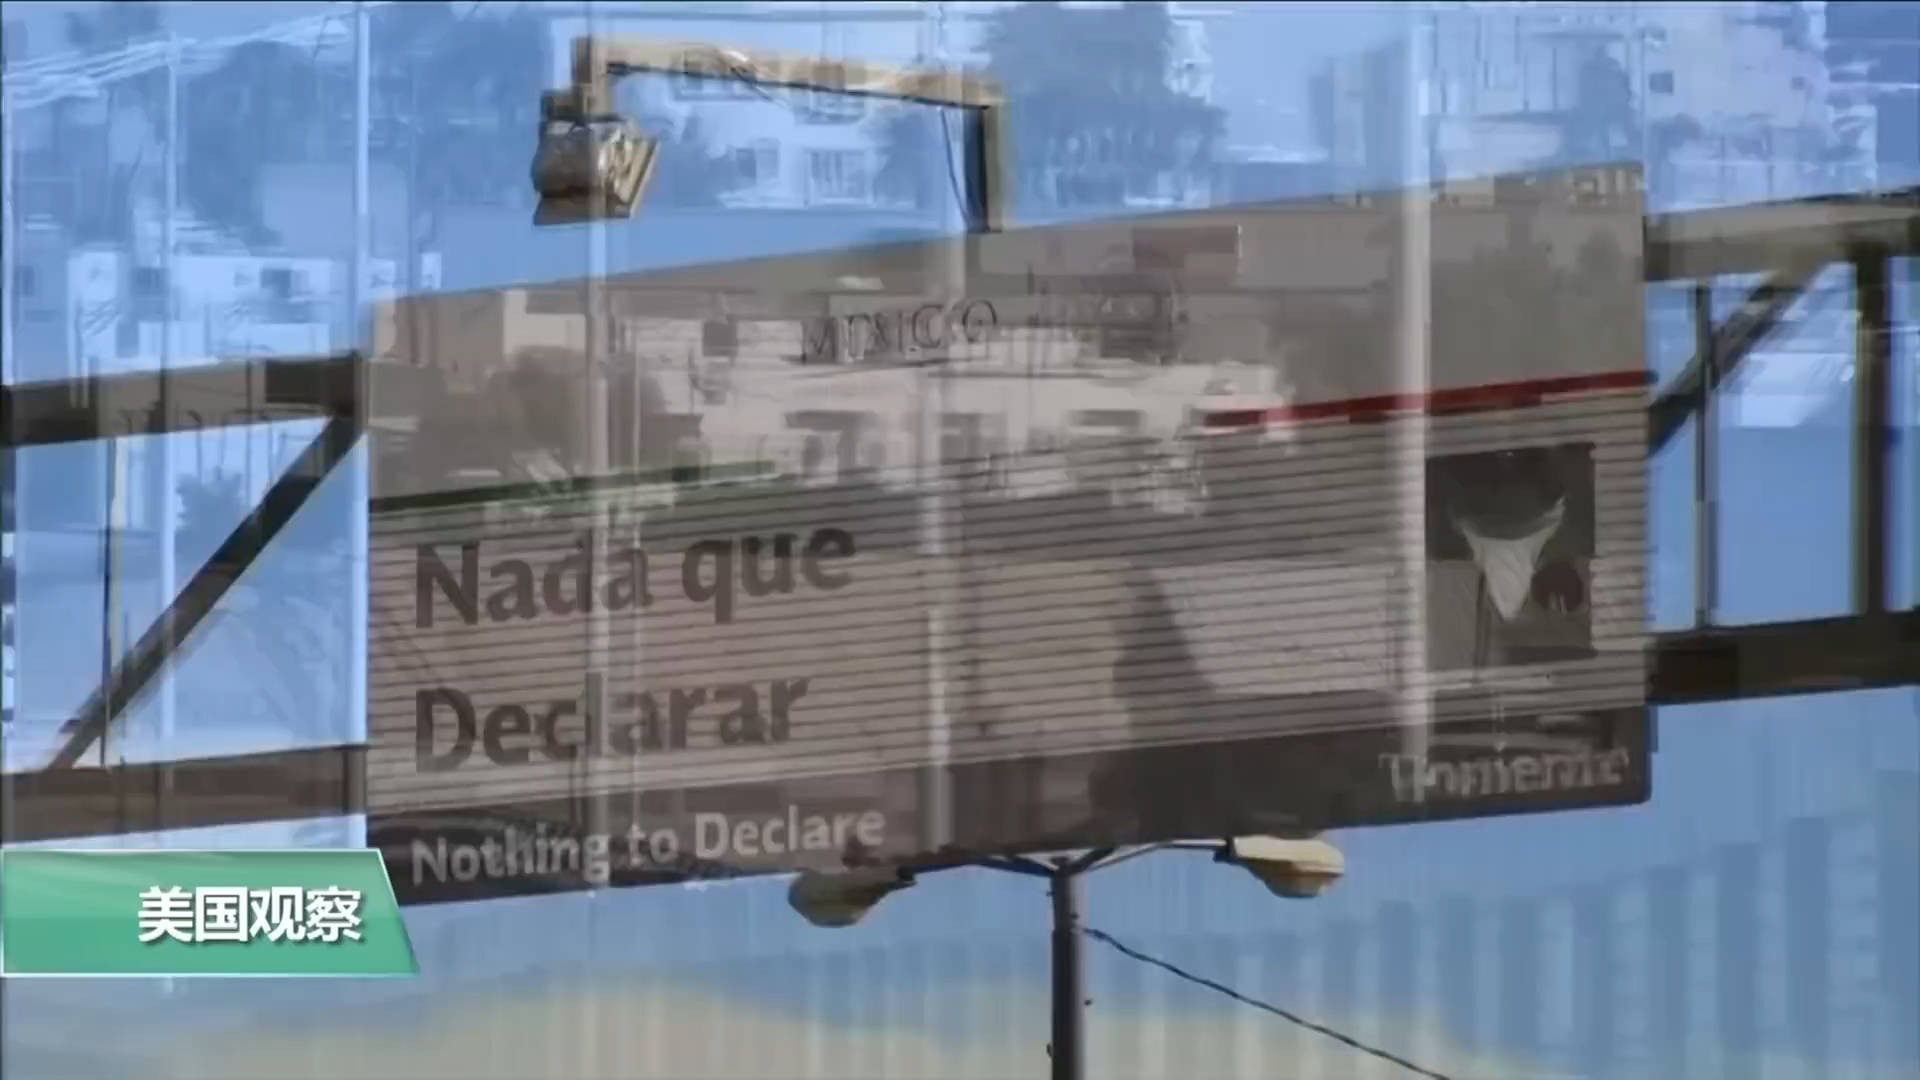 MEXICO
Nada que
Declarar
Nothing to Declare
美国观察